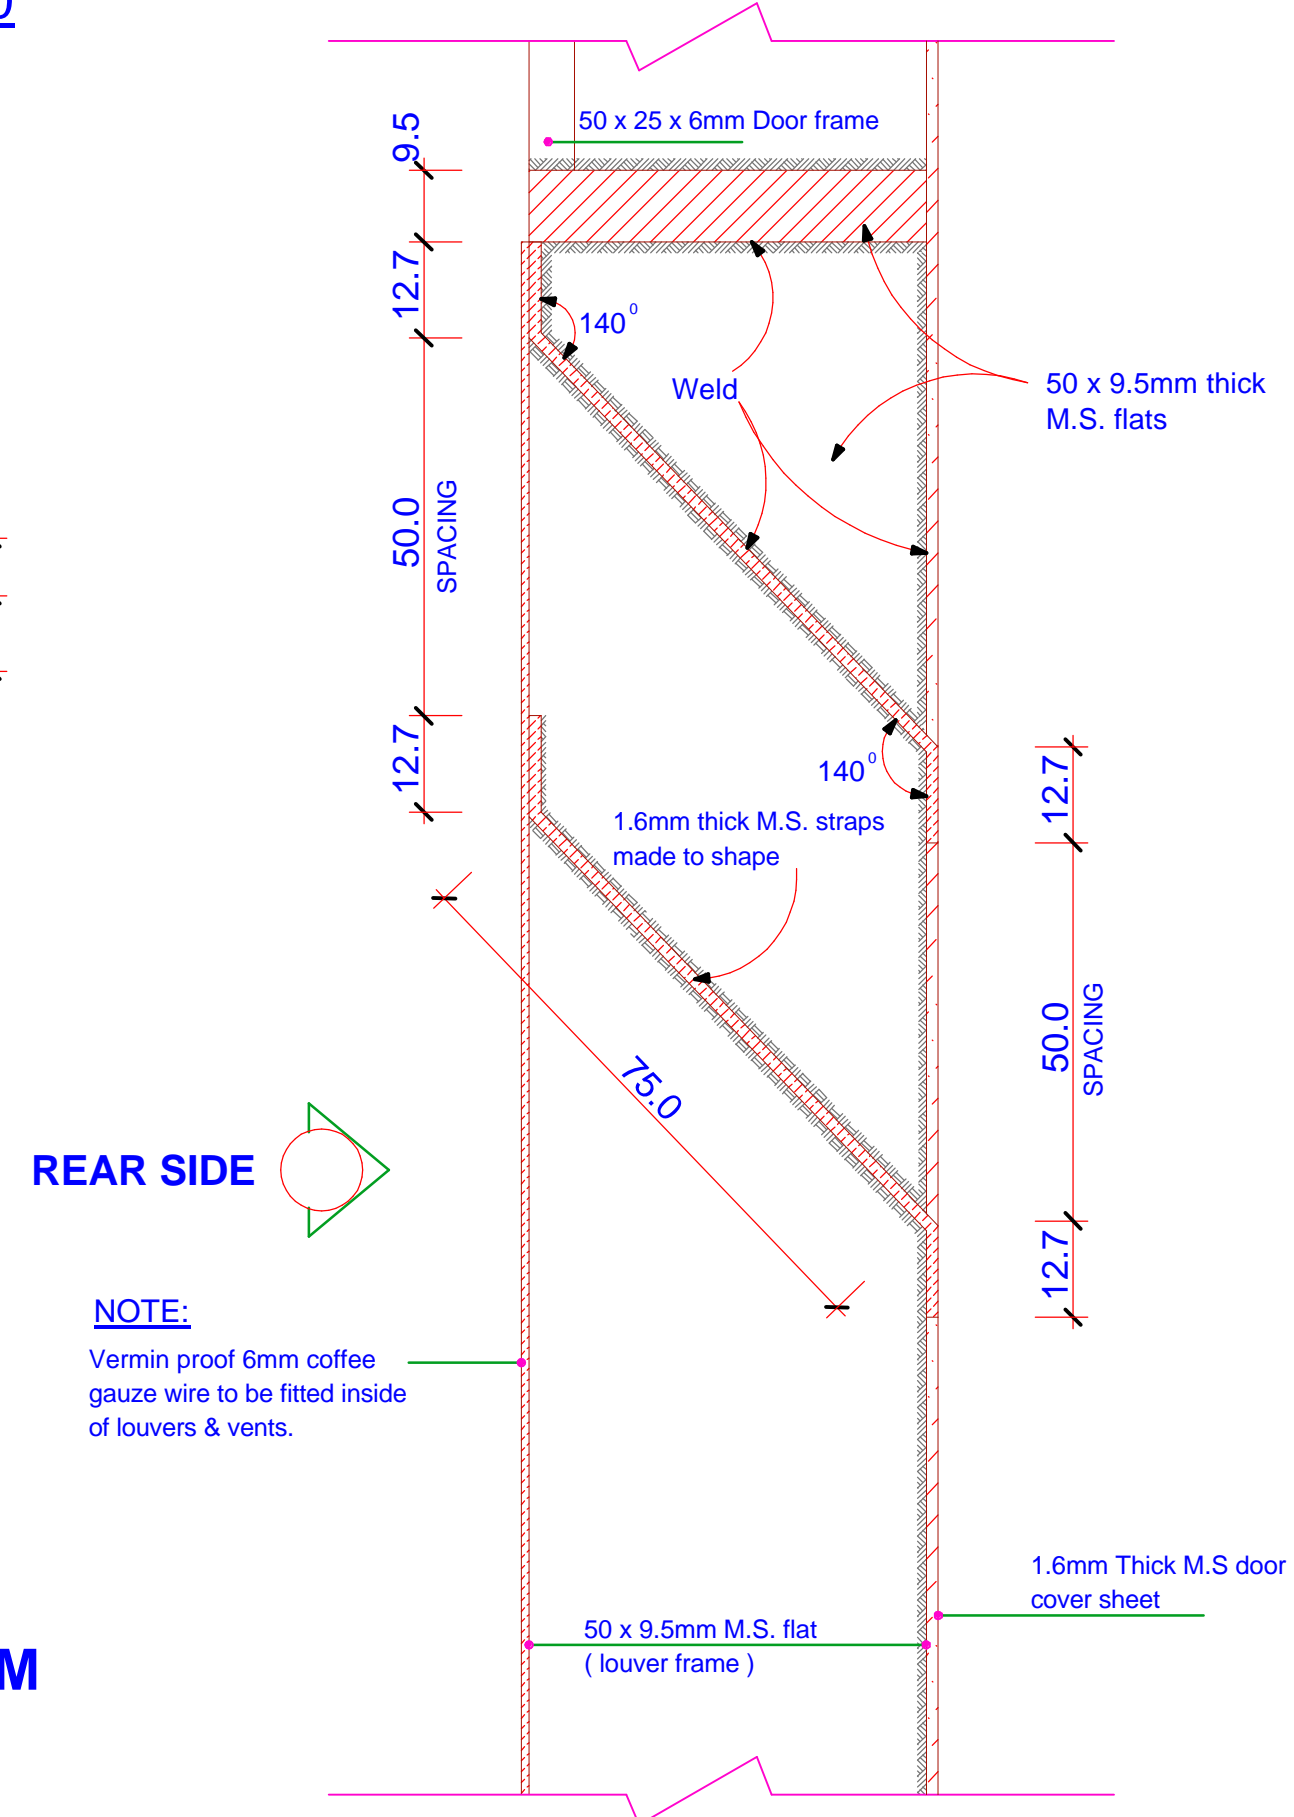 50 x 25 x 6mm Door frame
9.5
12.7
140⁰
Weld
50 x 9.5mm thick
M.S. flats
50.0
SPACING
12.7
140⁰
12.7
1.6mm thick M.S. straps
made to shape
50.0
SPACING
75.0
REAR SIDE
12.7
NOTE:
Vermin proof 6mm coffee
gauze wire to be fitted inside
of louvers & vents.
1.6mm Thick M.S door
cover sheet
50 x 9.5mm M.S. flat
( louver frame )
M